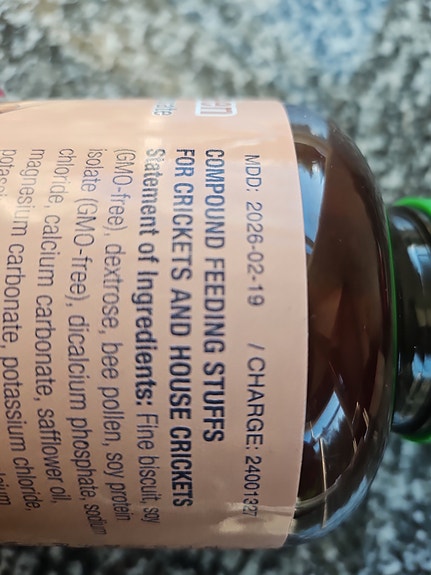 MDD: 2026-02-19 / CHARGE: 2400132
COMPOUND FEEDING STUFFS
FOR CRICKETS AND HOUSE CRICKETS
Statement of Ingredients: Fine biscuit, soy
(GMO-free), dextrose, bee pollen, soy protein
isolate (GMO-free), dicalcium phosphate, sodium
chloride, calcium carbonate, safflower oil,
magnesium carbonate, potassium chloride,